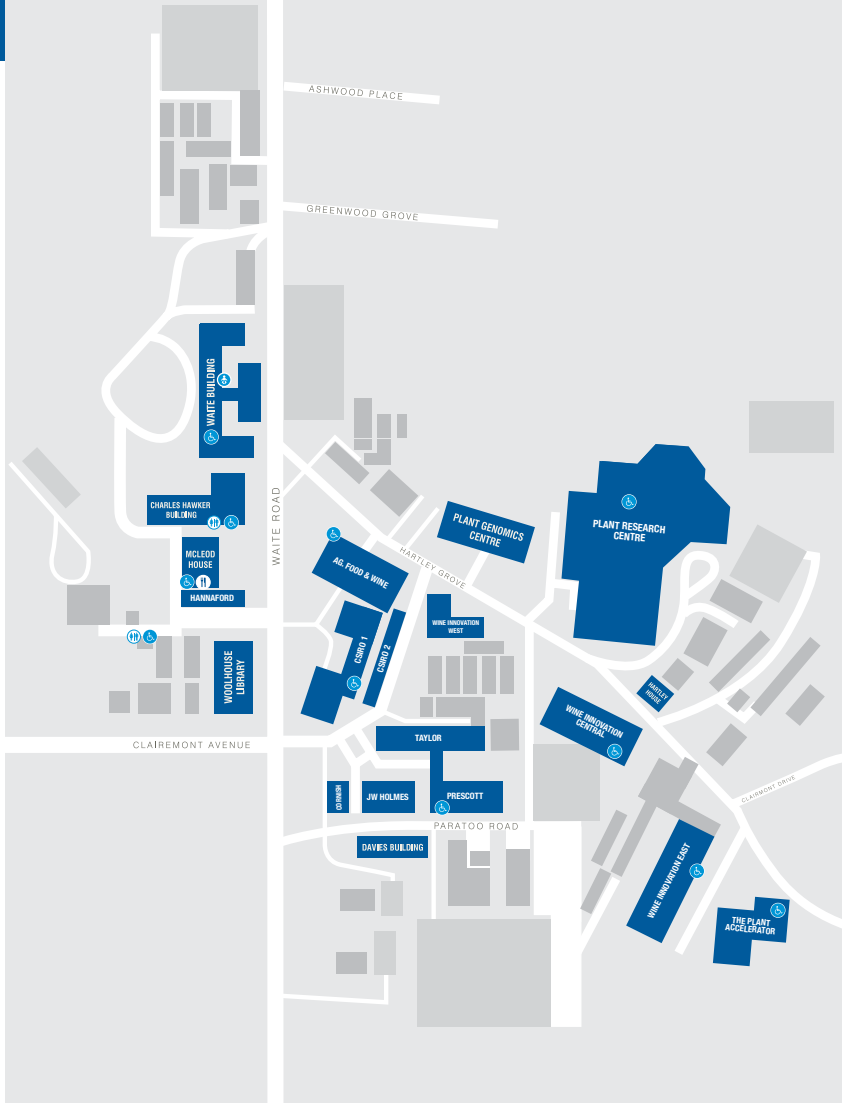 ASHWOOD PLACE
GREENWOOD GROVE
WAITE BUILDING
WAITE ROAD
CHARLES HAWKER
BUILDING
PLANT GENOMICS
CENTRE
PLANT RESEARCH
CENTRE
HARTLEY GROVE
MCLEOD
HOUSE
AG, FOOD & WINE
HANNAFORD
WINE INNOVATION
WEST
CSIRO 1
CSIRO 2
WOOLHOUSE
LIBRARY
HARTLEY
HOUSE
WINE INNOVATION
CENTRAL
CLAIREMONT AVENUE
TAYLOR
CORNISH
JW HOLMES
PRESCOTT
CLAIRMONT DRIVE
PARATOO ROAD
DAVIES BUILDING
WINE INNOVATION EAST
THE PLANT
ACCELERATOR